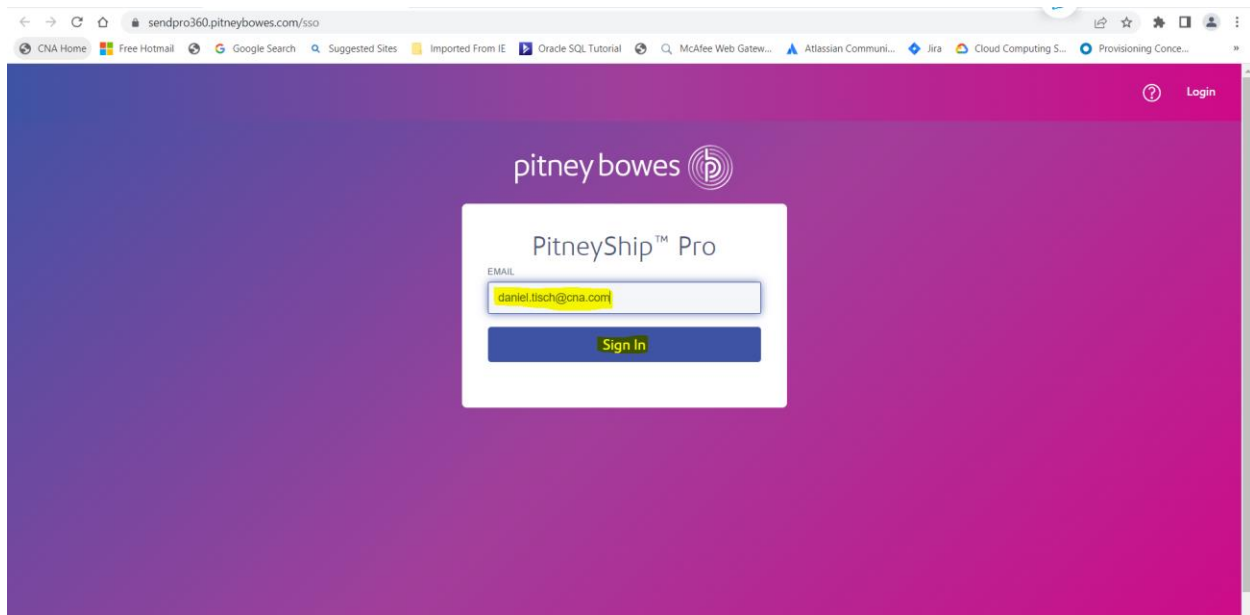 sendpro360.pitneybowes.com/sso
CNA Home Free Hotmail Google Search Suggested Sites Imported From IE Oracle SQL Tutorial McAfee Web Gatew... Atlassian Communi... Jira Cloud Computing S... Provisioning Conce... »
? Login
pitney bowes
PitneyShip™ Pro
EMAIL
daniel.tisch@cna.com
Sign In